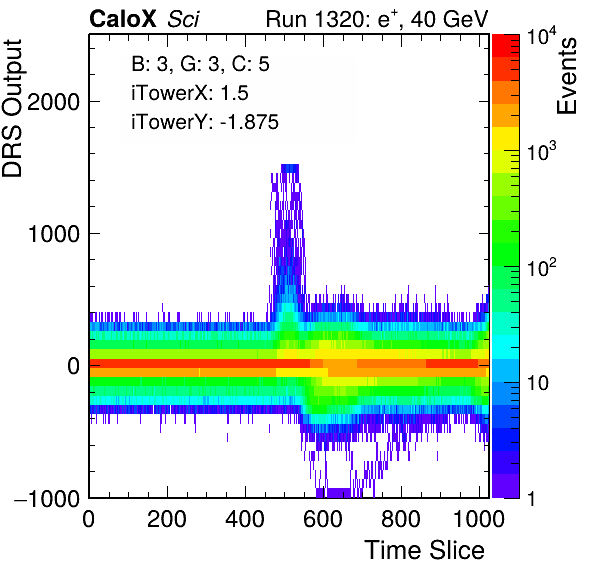 CaloX Sci
Run 1320: e⁺, 40 GeV
B: 3, G: 3, C: 5
iTowerX: 1.5
iTowerY: -1.875
DRS Output
2000
1000
0
−1000
0
200
400
600
800
1000
Time Slice
Events
10⁴
10³
10²
10
1